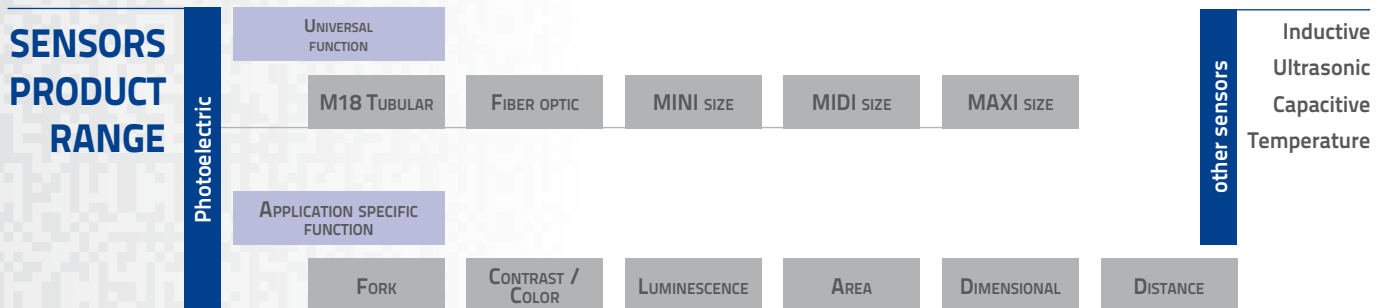 SENSORS
PRODUCT
RANGE
Photoelectric
Universal
function
M18 Tubular
Fiber optic
MINI size
MIDI size
MAXI size
Application specific
function
Fork
Contrast /
Color
Luminescence
Area
Dimensional
Distance
other sensors
Inductive
Ultrasonic
Capacitive
Temperature